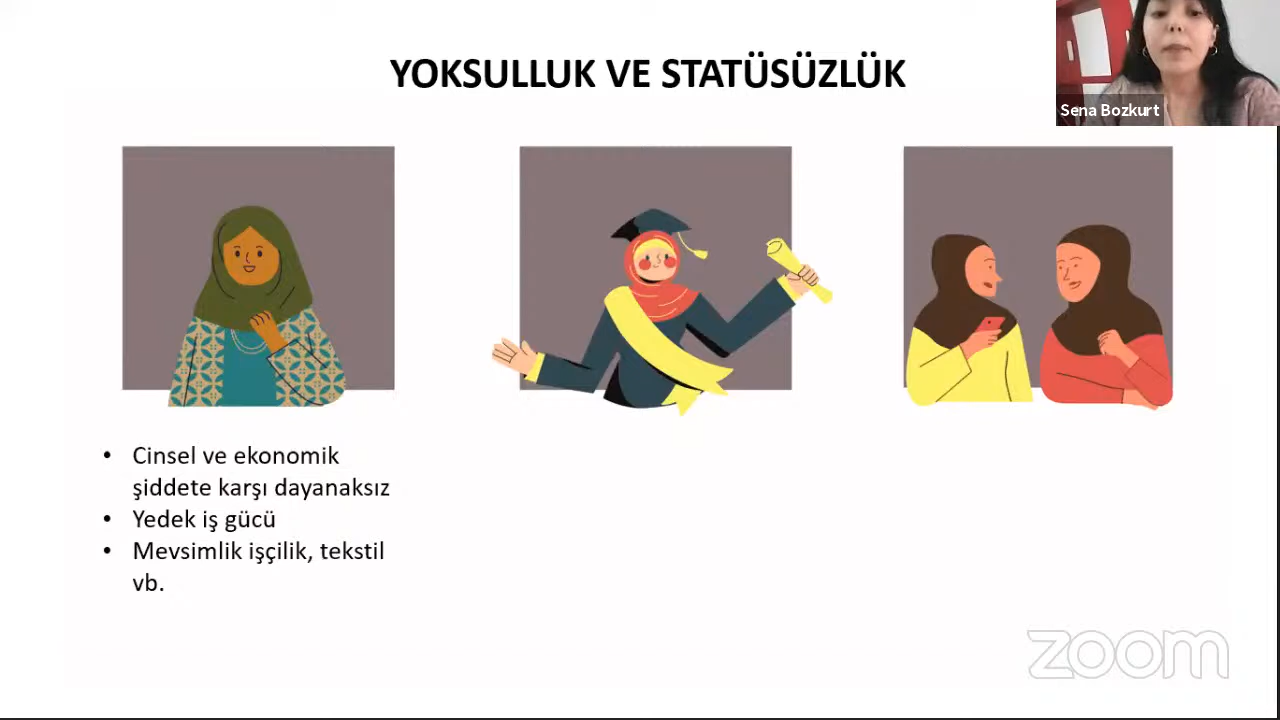 YOKSULLUK VE STATÜSÜZLÜK
Sena Bozkurt
• Cinsel ve ekonomik
şiddete karşı dayanaksız
• Yedek iş gücü
• Mevsimlik işçilik, tekstil
vb.
zoom